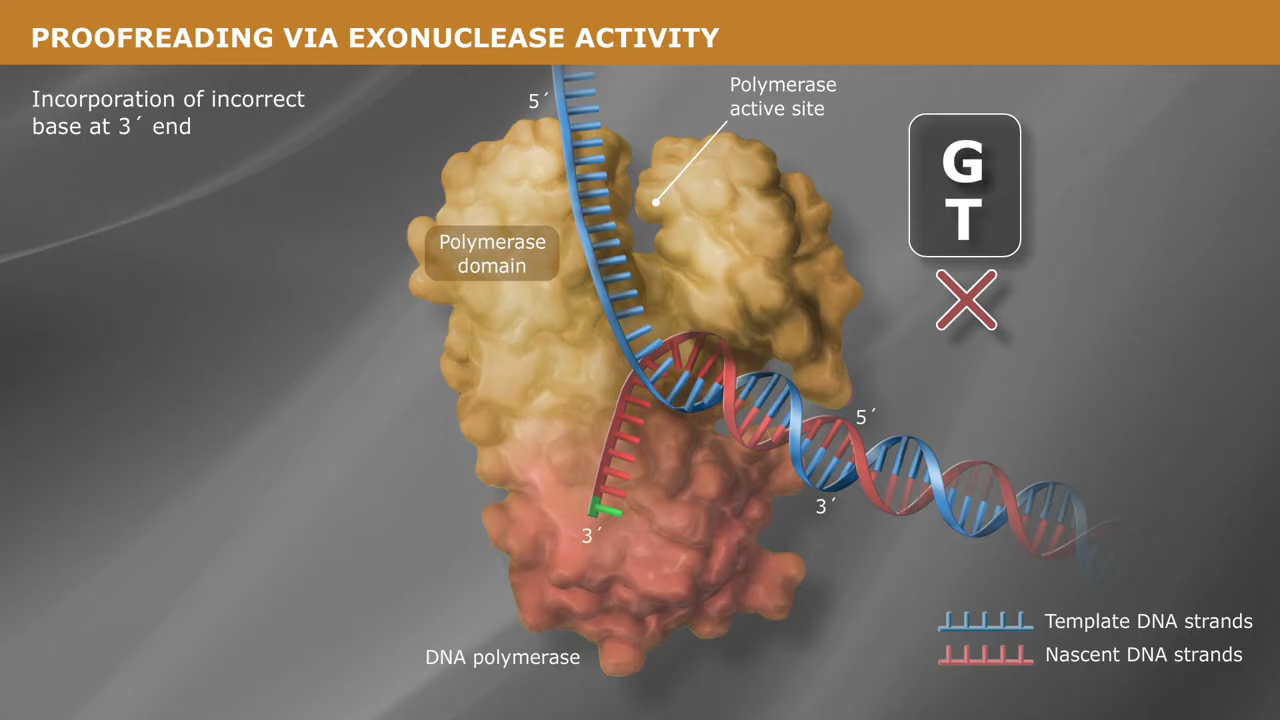 PROOFREADING VIA EXONUCLEASE ACTIVITY
Incorporation of incorrect
base at 3´ end
5´
Polymerase
active site
G
T
Polymerase
domain
5´
3´
3´
DNA polymerase
Template DNA strands
Nascent DNA strands